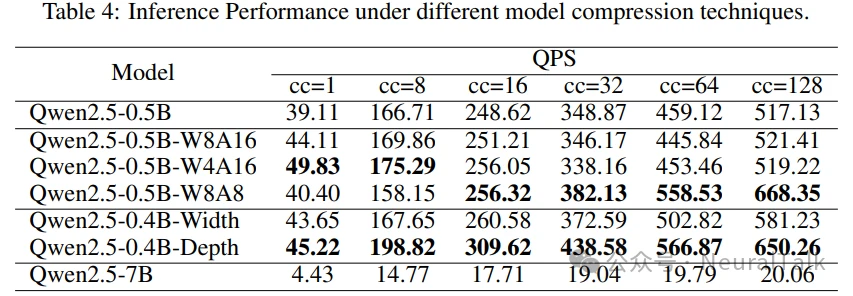 Table 4: Inference Performance under different model compression techniques.
Model QPS
cc=1 cc=8 cc=16 cc=32 cc=64 cc=128
Qwen2.5-0.5B 39.11 166.71 248.62 348.87 459.12 517.13
Qwen2.5-0.5B-W8A16 44.11 169.86 251.21 346.17 445.84 521.41
Qwen2.5-0.5B-W4A16 49.83 175.29 256.05 338.16 453.46 519.22
Qwen2.5-0.5B-W8A8 40.40 158.15 256.32 382.13 558.53 668.35
Qwen2.5-0.4B-Width 43.65 167.65 260.58 372.59 502.82 581.23
Qwen2.5-0.4B-Depth 45.22 198.82 309.62 438.58 566.87 650.26
Qwen2.5-7B 4.43 14.77 17.71 19.04 19.79 20.06
公众号 · NeuralTalk